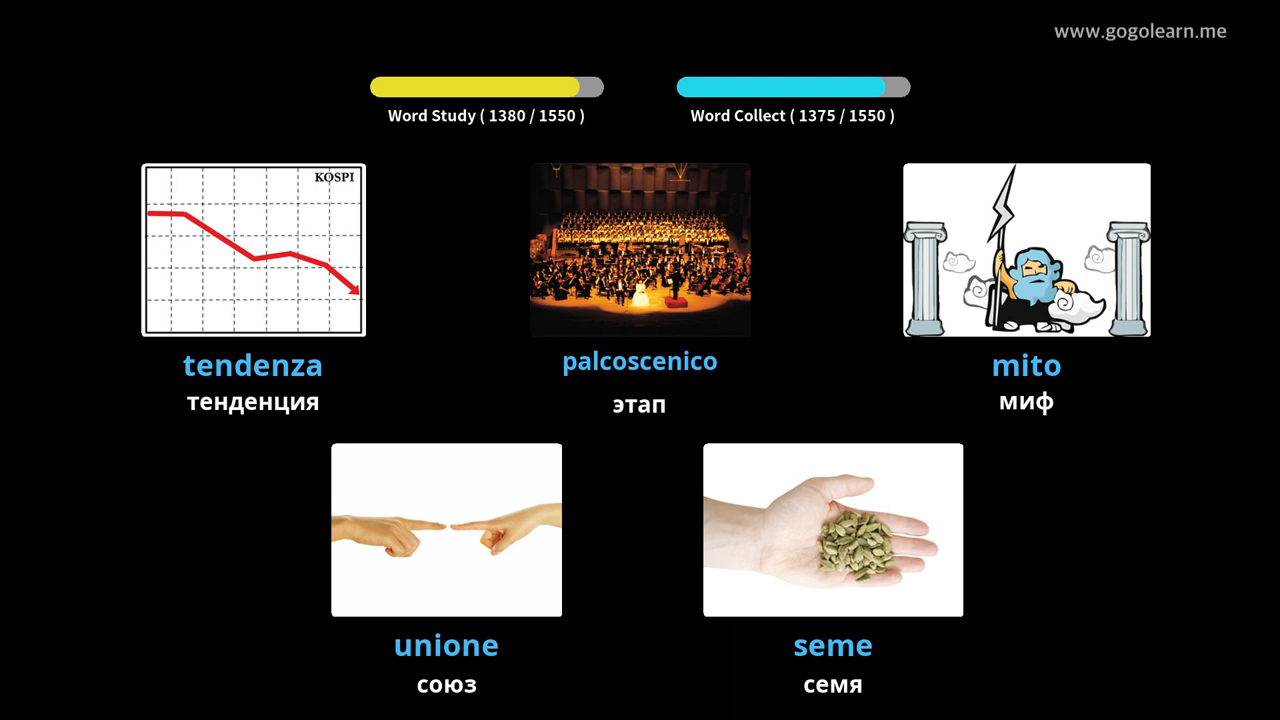 www.gogolearn.me
Word Study ( 1380 / 1550 )
Word Collect ( 1375 / 1550 )
KOSPI
tendenza
тенденция
palcoscenico
этап
mito
миф
unione
союз
seme
семя